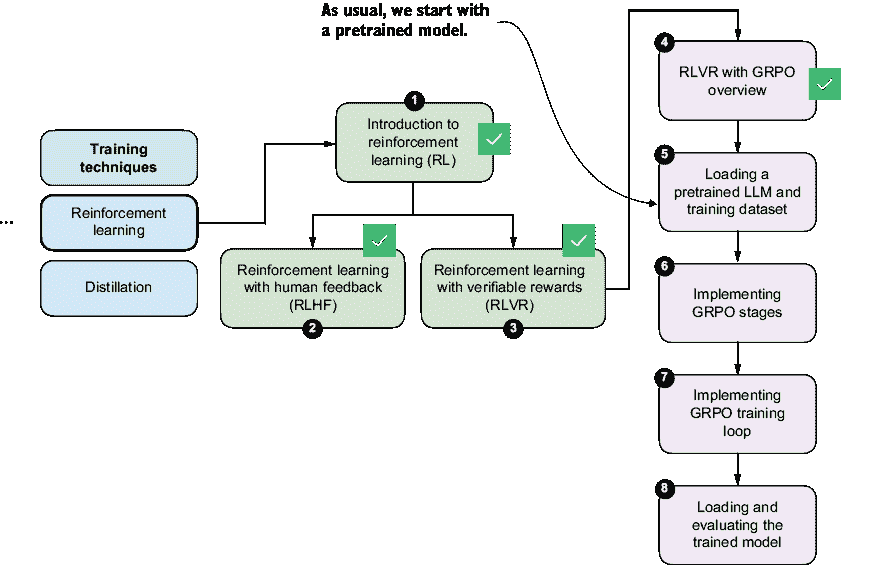 As usual, we start with
a pretrained model.
Training
techniques
Reinforcement
learning
Distillation
...
1
Introduction to
reinforcement
learning (RL)
Reinforcement learning
with human feedback
(RLHF)
2
Reinforcement learning
with verifiable rewards
(RLVR)
3
4
RLVR with GRPO
overview
5
Loading a
pretrained LLM and
training dataset
6
Implementing
GRPO stages
7
Implementing
GRPO training
loop
8
Loading and
evaluating the
trained model